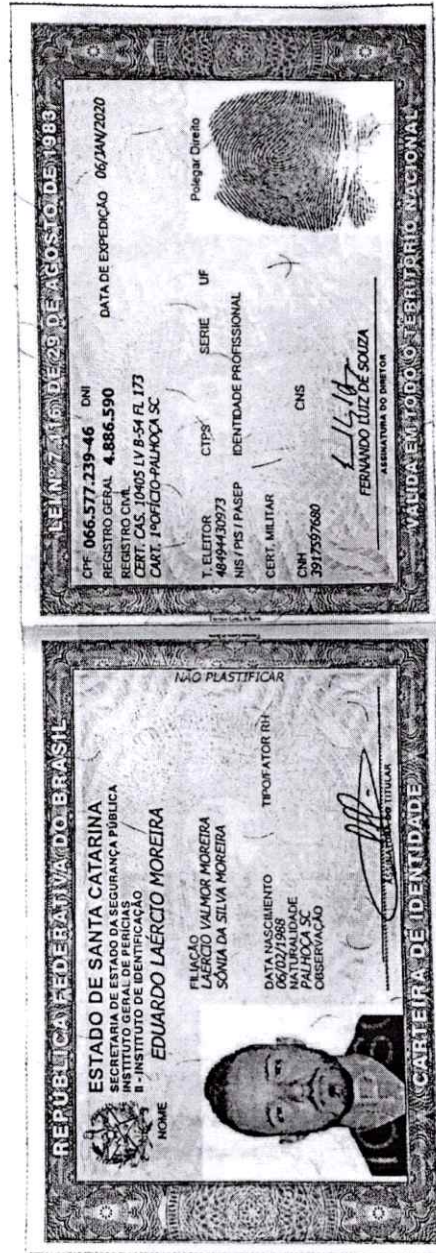 REPÚBLICA FEDERATIVA DO BRASIL
ESTADO DE SANTA CATARINA
SECRETARIA DE ESTADO DA SEGURANÇA PÚBLICA
INSTITUTO GERAL DE PERÍCIAS
II - INSTITUTO DE IDENTIFICAÇÃO
NOME EDUARDO LAÉRCIO MOREIRA
FILIAÇÃO
LAÉRCIO VALMOR MOREIRA
SÔNIA DA SILVA MOREIRA
DATA NASCIMENTO TIPO/FATOR RH
06/02/1988
NATURALIDADE
PALHOÇA SC
OBSERVAÇÃO
ASSINATURA DO TITULAR
CARTEIRA DE IDENTIDADE
NÃO PLASTIFICAR
LEI Nº 7.116, DE 29 DE AGOSTO DE 1983
CPF 066.577.239-46 DNI
REGISTRO GERAL 4.886.590 DATA DE EXPEDIÇÃO 06/JAN/2020
REGISTRO CIVIL
CERT. CAS. 10405 LV B-54 FL 173
CART. 1ºOFÍCIO-PALHOÇA SC
T. ELEITOR CTPS SERIE UF
48494430973
NIS / PIS / PASEP IDENTIDADE PROFISSIONAL
CERT. MILITAR
CNH CNS
3917597680
Polegar Direito
FERNANDO LUIZ DE SOUZA
ASSINATURA DO DIRETOR
VÁLIDA EM TODO O TERRITÓRIO NACIONAL